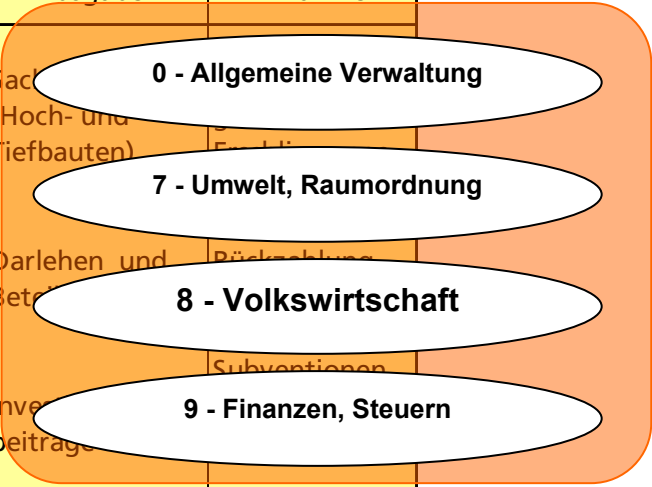 0 - Allgemeine Verwaltung
Hoch- und
Tiefbauten)
7 - Umwelt, Raumordnung
Darlehen und
Rückzahlung
8 - Volkswirtschaft
Subventionen
9 - Finanzen, Steuern
beiträge